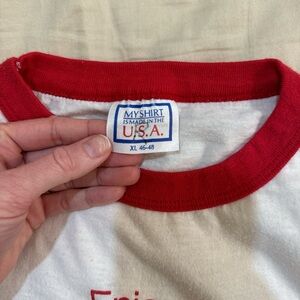 MYSHIRT
IS MADE IN THE
U.S.A.
XL 46-48